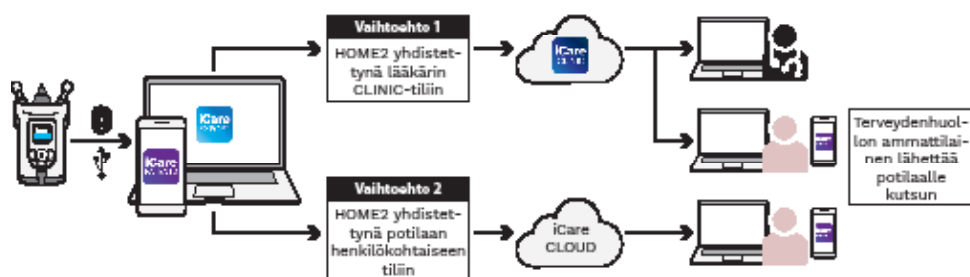 Vaihtoehto 1
HOME2 yhdistet-
tynä lääkärin
CLINIC-tiliin
iCare
CLINIC
iCare
iCare
Terveydenhuol-
lon ammattilai-
nen lähettää
potilaalle
kutsun
Vaihtoehto 2
HOME2 yhdistet-
tynä potilaan
henkilökohtaiseen
tiliin
iCare
CLOUD